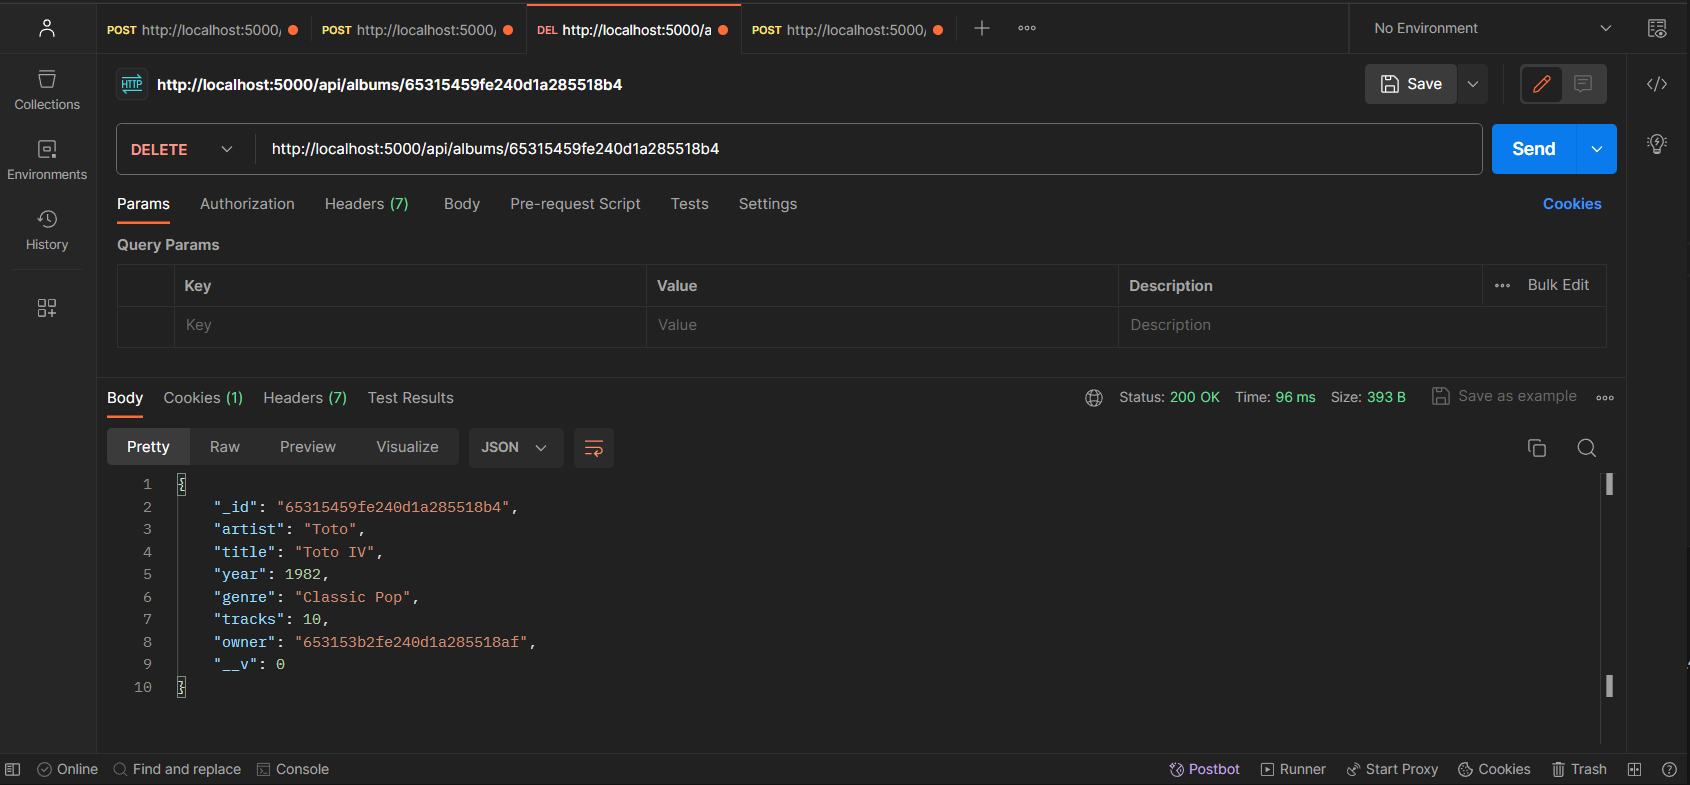 POST http://localhost:5000/ POST http://localhost:5000/ DEL http://localhost:5000/a POST http://localhost:5000/ No Environment
Collections
Environments
History
HTTP http://localhost:5000/api/albums/65315459fe240d1a285518b4 Save
DELETE http://localhost:5000/api/albums/65315459fe240d1a285518b4 Send
Params Authorization Headers (7) Body Pre-request Script Tests Settings Cookies
Query Params
Key Value Description Bulk Edit
Key Value Description
Body Cookies (1) Headers (7) Test Results Status: 200 OK Time: 96 ms Size: 393 B Save as example
Pretty Raw Preview Visualize JSON
1 {
2 "_id": "65315459fe240d1a285518b4",
3 "artist": "Toto",
4 "title": "Toto IV",
5 "year": 1982,
6 "genre": "Classic Pop",
7 "tracks": 10,
8 "owner": "653153b2fe240d1a285518af",
9 "__v": 0
10 }
Online Find and replace Console Postbot Runner Start Proxy Cookies Trash